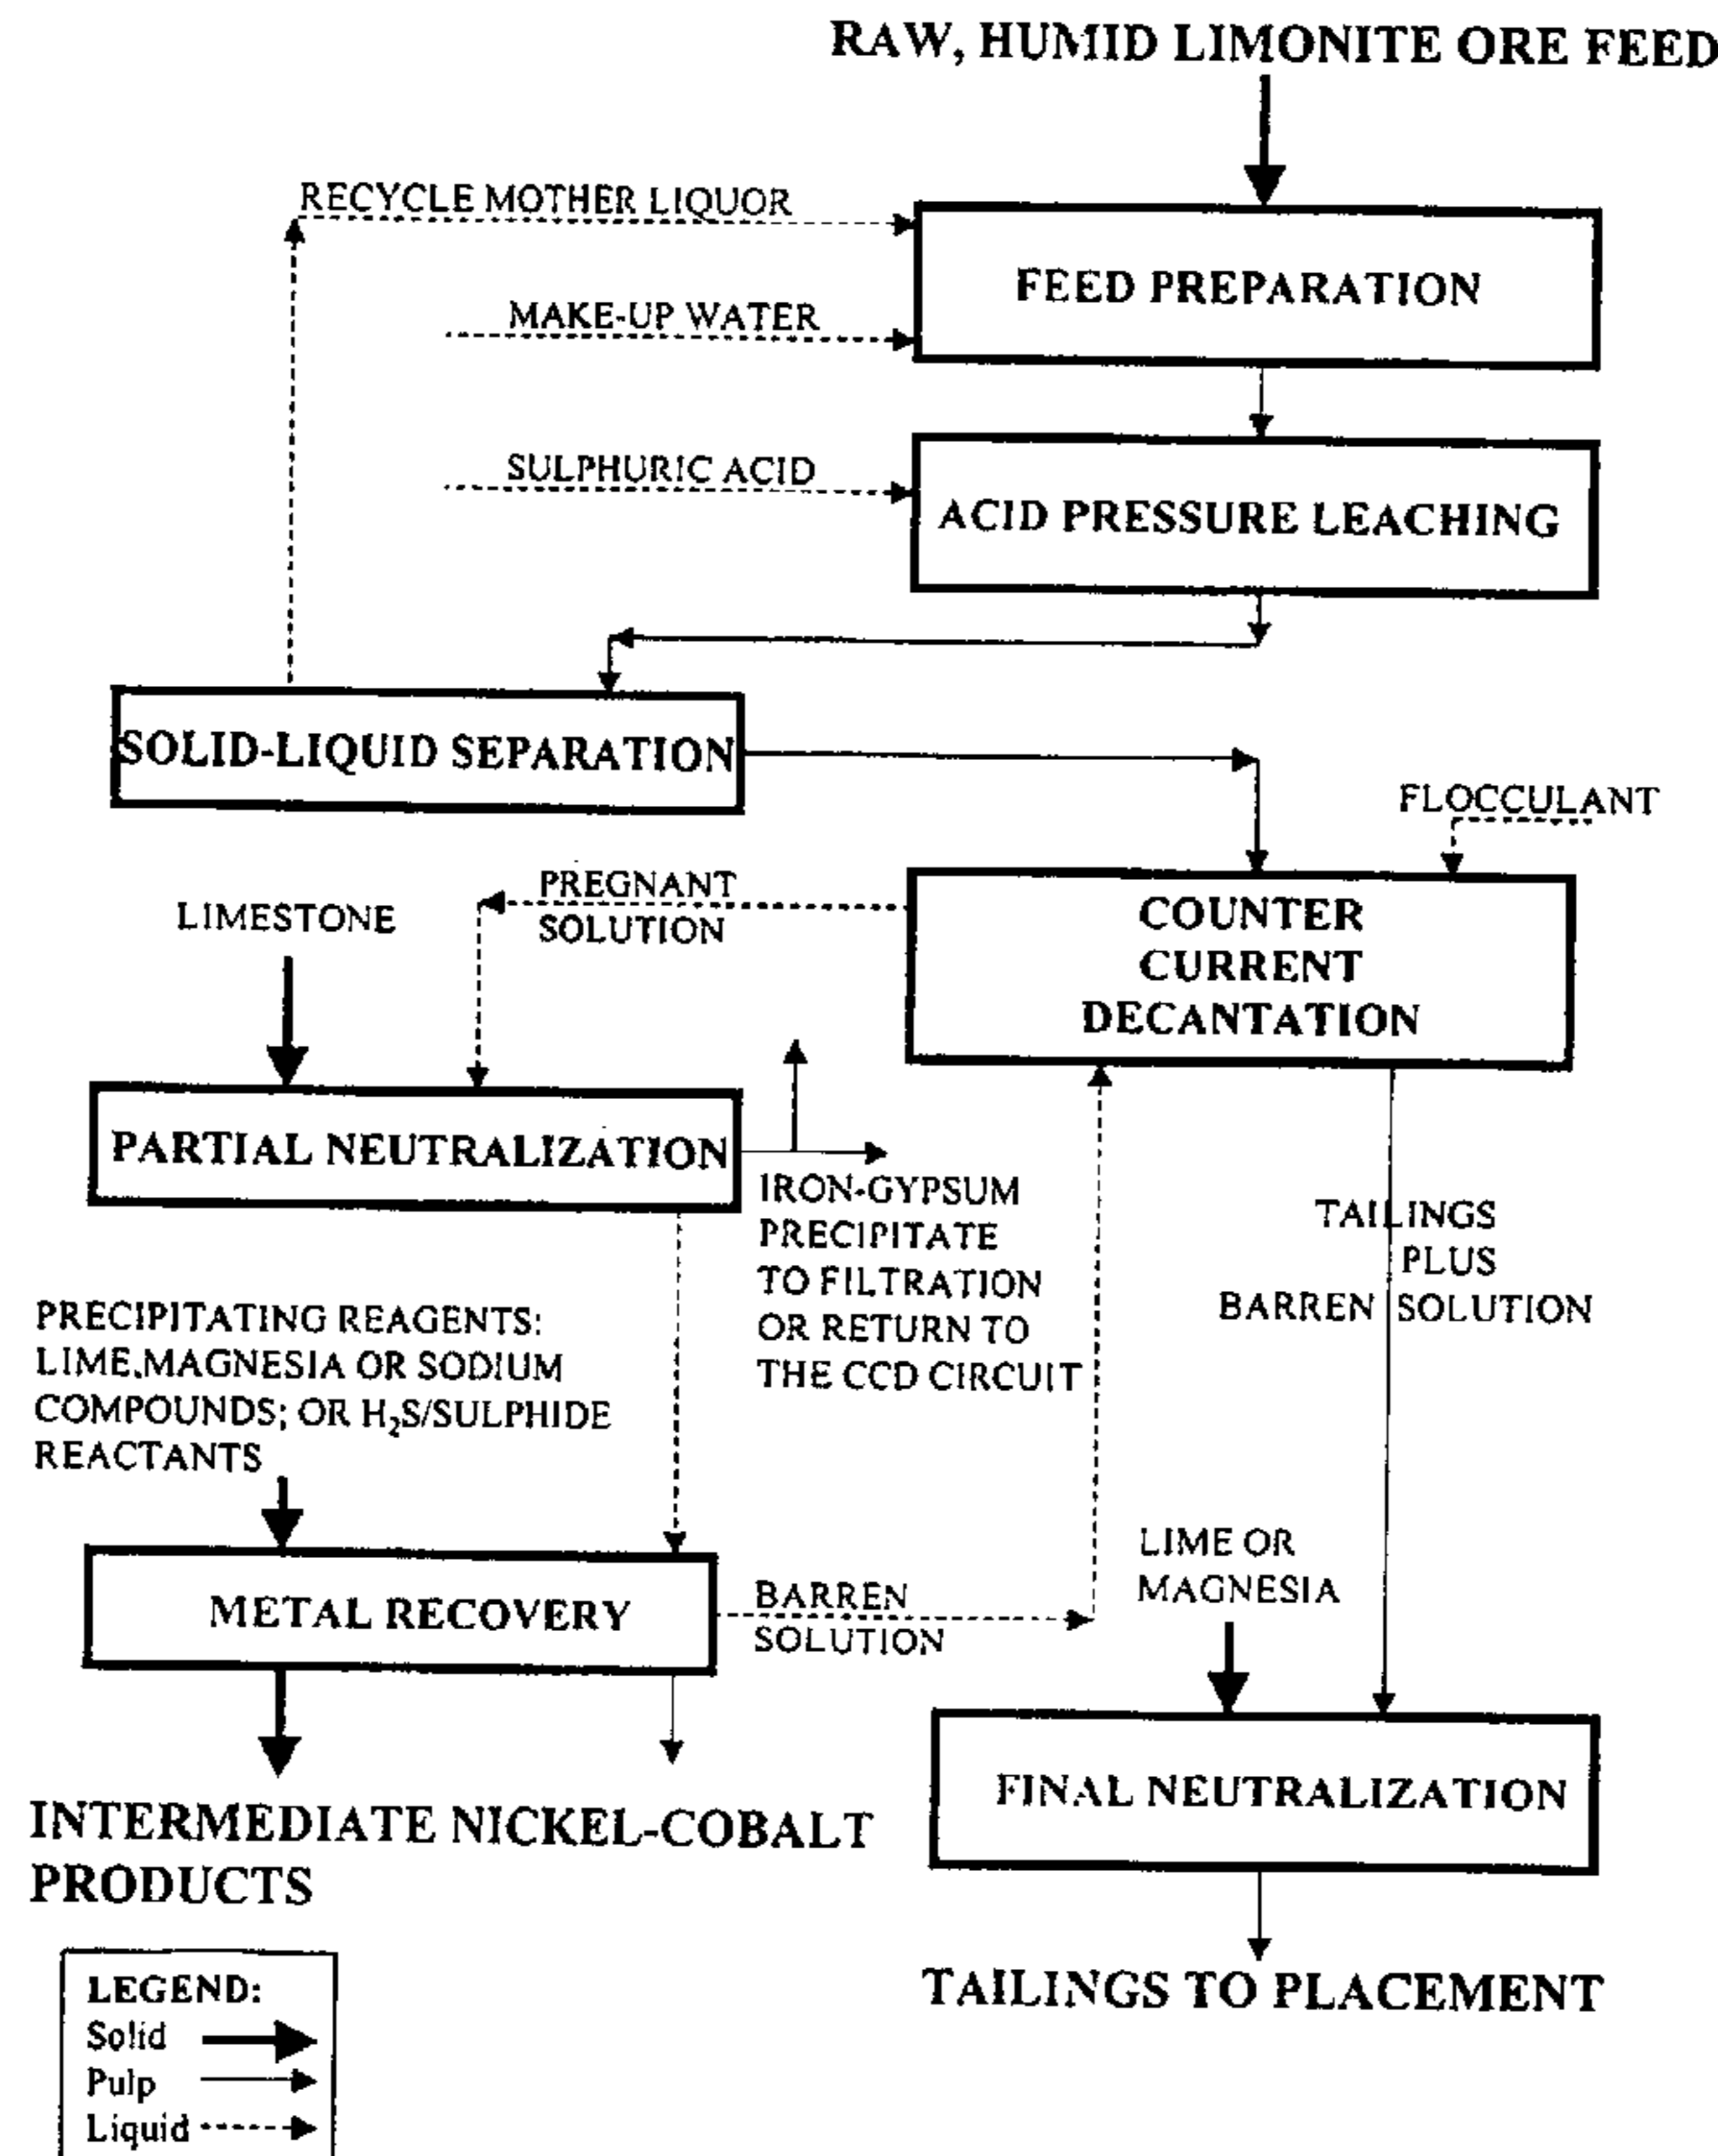 RAW, HUMID LIMONITE ORE FEED
RECYCLE MOTHER LIQUOR
FEED PREPARATION
MAKE-UP WATER
SULPHURIC ACID
ACID PRESSURE LEACHING
SOLID-LIQUID SEPARATION
FLOCCULANT
PREGNANT
SOLUTION
LIMESTONE
COUNTER
CURRENT
DECANTATION
PARTIAL NEUTRALIZATION
IRON-GYPSUM
PRECIPITATE
TO FILTRATION
OR RETURN TO
THE CCD CIRCUIT
TAILINGS
PLUS
BARREN SOLUTION
PRECIPITATING REAGENTS:
LIME,MAGNESIA OR SODIUM
COMPOUNDS; OR H₂S/SULPHIDE
REACTANTS
LIME OR
MAGNESIA
METAL RECOVERY
BARREN
SOLUTION
FINAL NEUTRALIZATION
INTERMEDIATE NICKEL-COBALT
PRODUCTS
TAILINGS TO PLACEMENT
LEGEND:
Solid
Pulp
Liquid